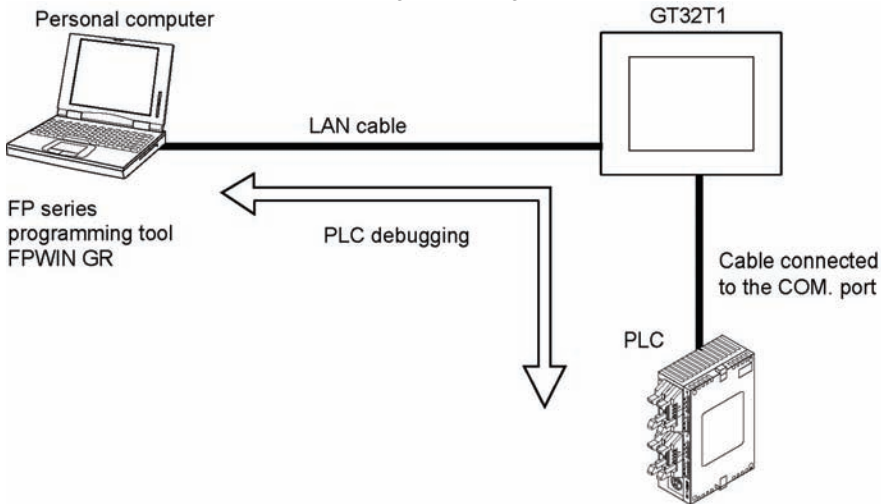 Personal computer
GT32T1
LAN cable
FP series
programming tool
FPWIN GR
PLC debugging
Cable connected
to the COM. port
PLC